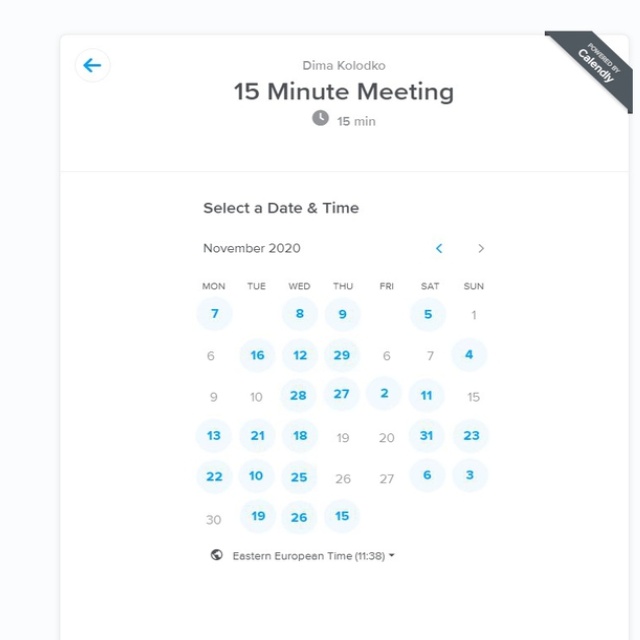 Dima Kolodko
15 Minute Meeting
15 min
POWERED BY
Calendly
Select a Date & Time
November 2020
MON TUE WED THU FRI SAT SUN
7 8 9 5 1
6 16 12 29 6 7 4
9 10 28 27 2 11 15
13 21 18 19 20 31 23
22 10 25 26 27 6 3
30 19 26 15
Eastern European Time (11:38)